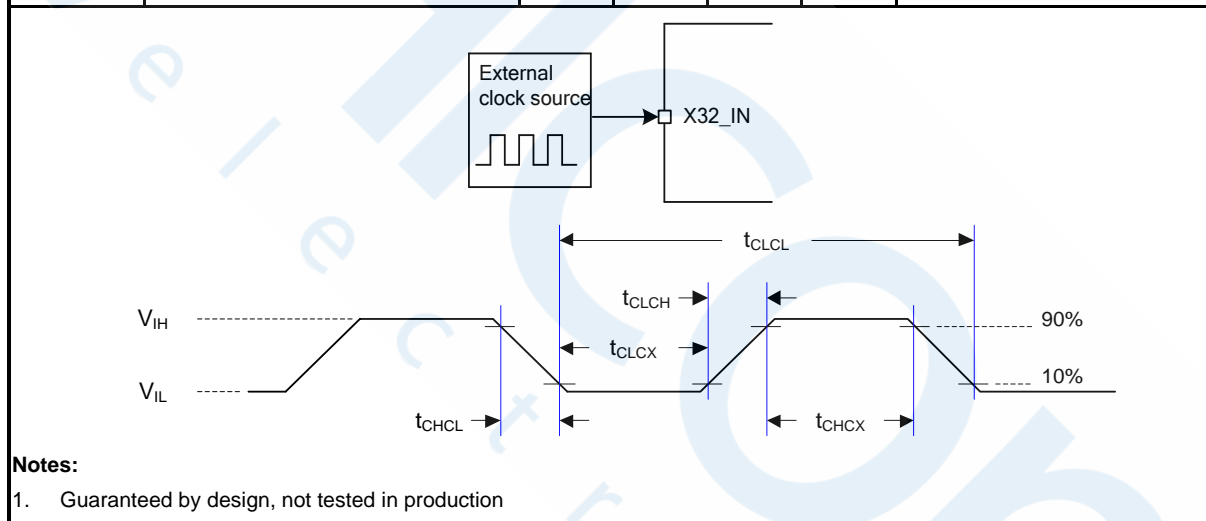 External
clock source
X32_IN
tCLCL
tCLCH
VIH
90%
tCLCX
VIL
10%
tCHCL
tCHCX
Notes:
1. Guaranteed by design, not tested in production